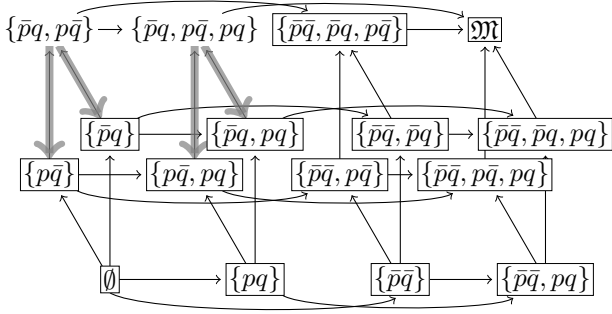 {p̄q, pq̄} {p̄q, pq̄, pq} {p̄q̄, p̄q, pq̄} 𝔐
{p̄q} {p̄q, pq} {p̄q̄, p̄q} {p̄q̄, p̄q, pq}
{pq̄} {pq̄, pq} {p̄q̄, pq̄} {p̄q̄, pq̄, pq}
∅ {pq} {p̄q̄} {p̄q̄, pq}